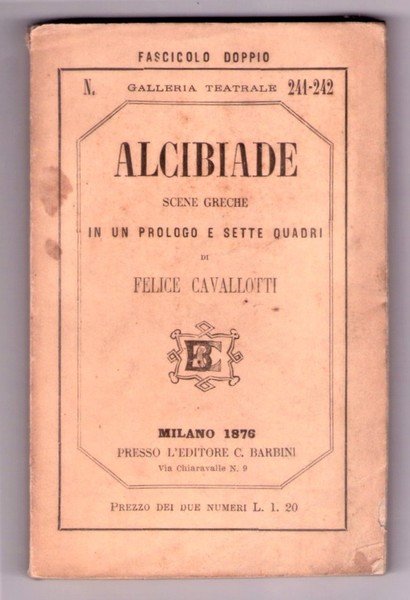 FASCICOLO DOPPIO
N. GALLERIA TEATRALE 241-242
ALCIBIADE
SCENE GRECHE
IN UN PROLOGO E SETTE QUADRI
DI
FELICE CAVALLOTTI
MILANO 1876
PRESSO L'EDITORE C. BARBINI
Via Chiaravalle N. 9
PREZZO DEI DUE NUMERI L. 1. 20